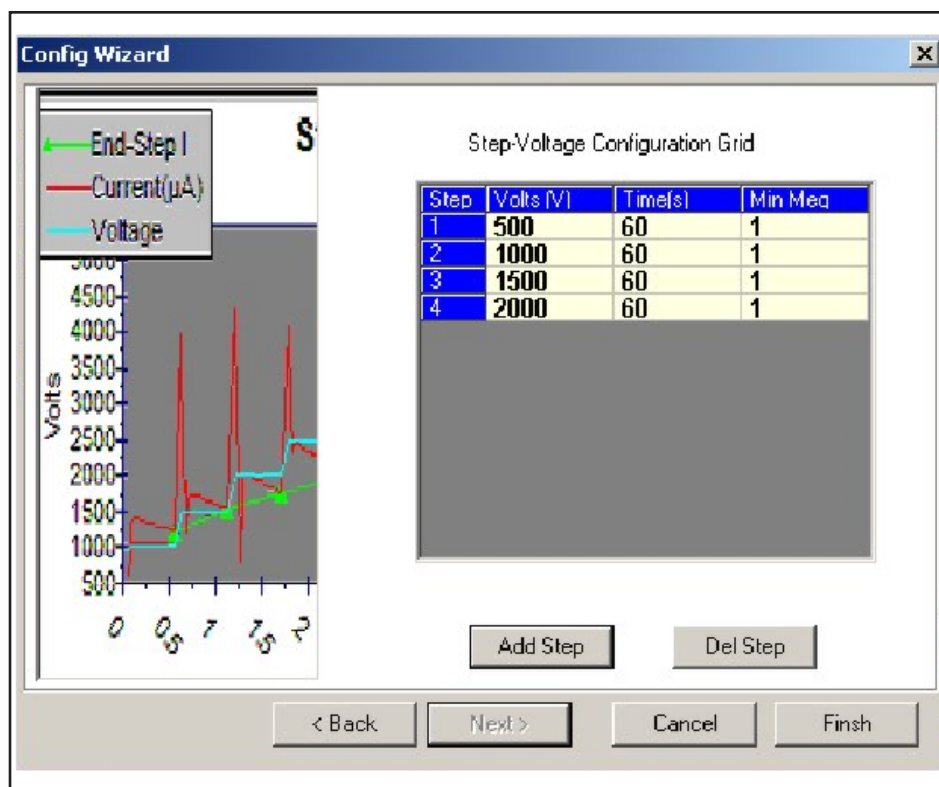 Config Wizard
End-Step I
Current(µA)
Voltage
Step-Voltage Configuration Grid
Step Volts (V) Time(s) Min Meg
1 500 60 1
2 1000 60 1
3 1500 60 1
4 2000 60 1
Volts
5000
4500
4000
3500
3000
2500
2000
1500
1000
500
0 0.5 1 1.5 2
Add Step Del Step
< Back Next > Cancel Finsh